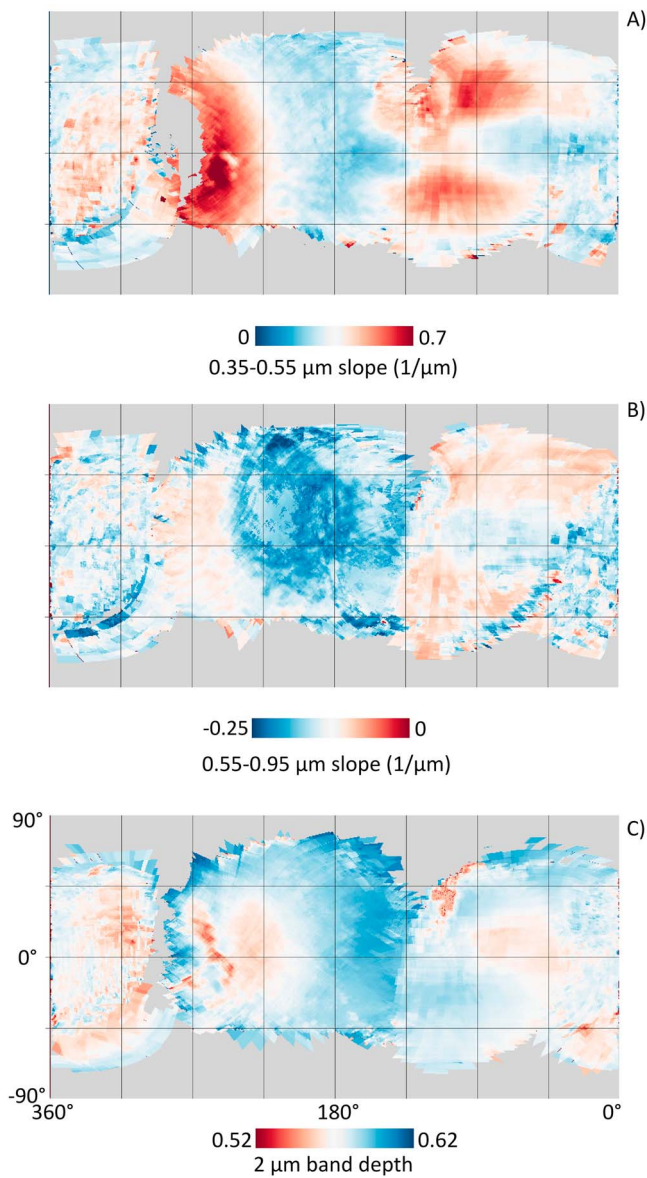 A)
0 0.7
0.35-0.55 µm slope (1/µm)
B)
-0.25 0
0.55-0.95 µm slope (1/µm)
90° C)
0°
-90°
360° 180° 0°
0.52 0.62
2 µm band depth